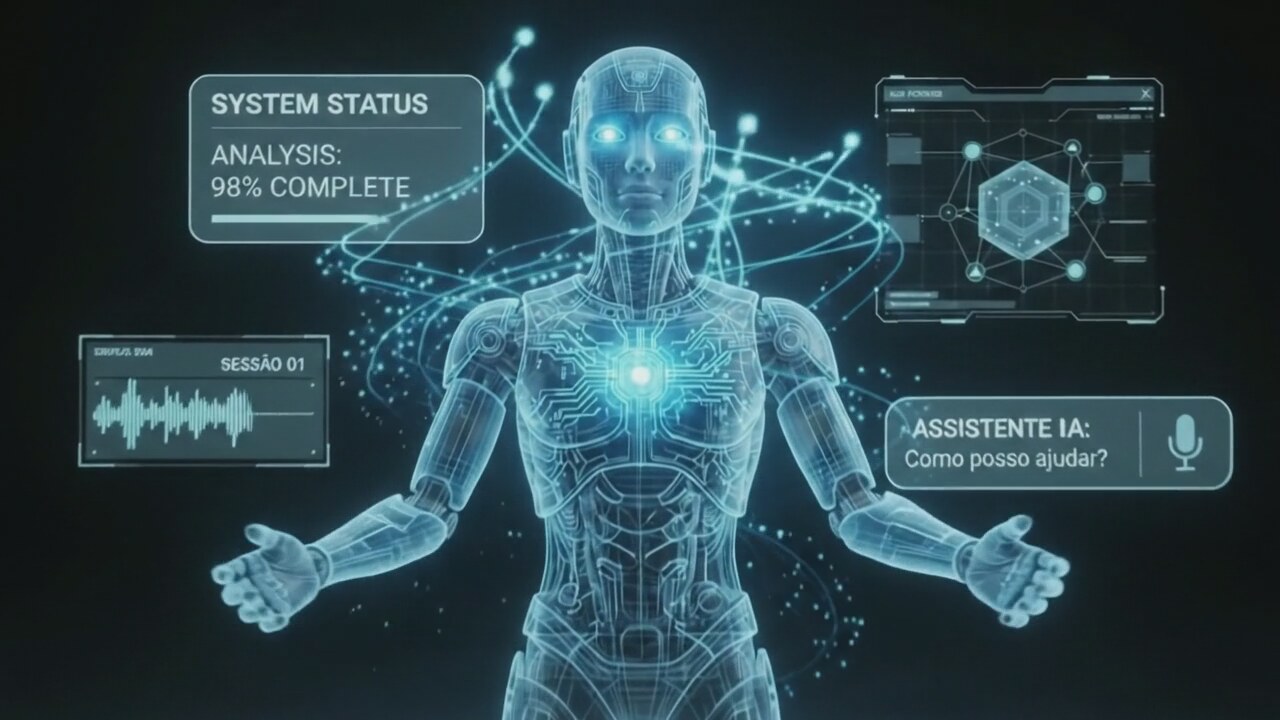 SYSTEM STATUS
ANALYSIS:
98% COMPLETE
SESSÃO 01
ASSISTENTE IA:
Como posso ajudar?